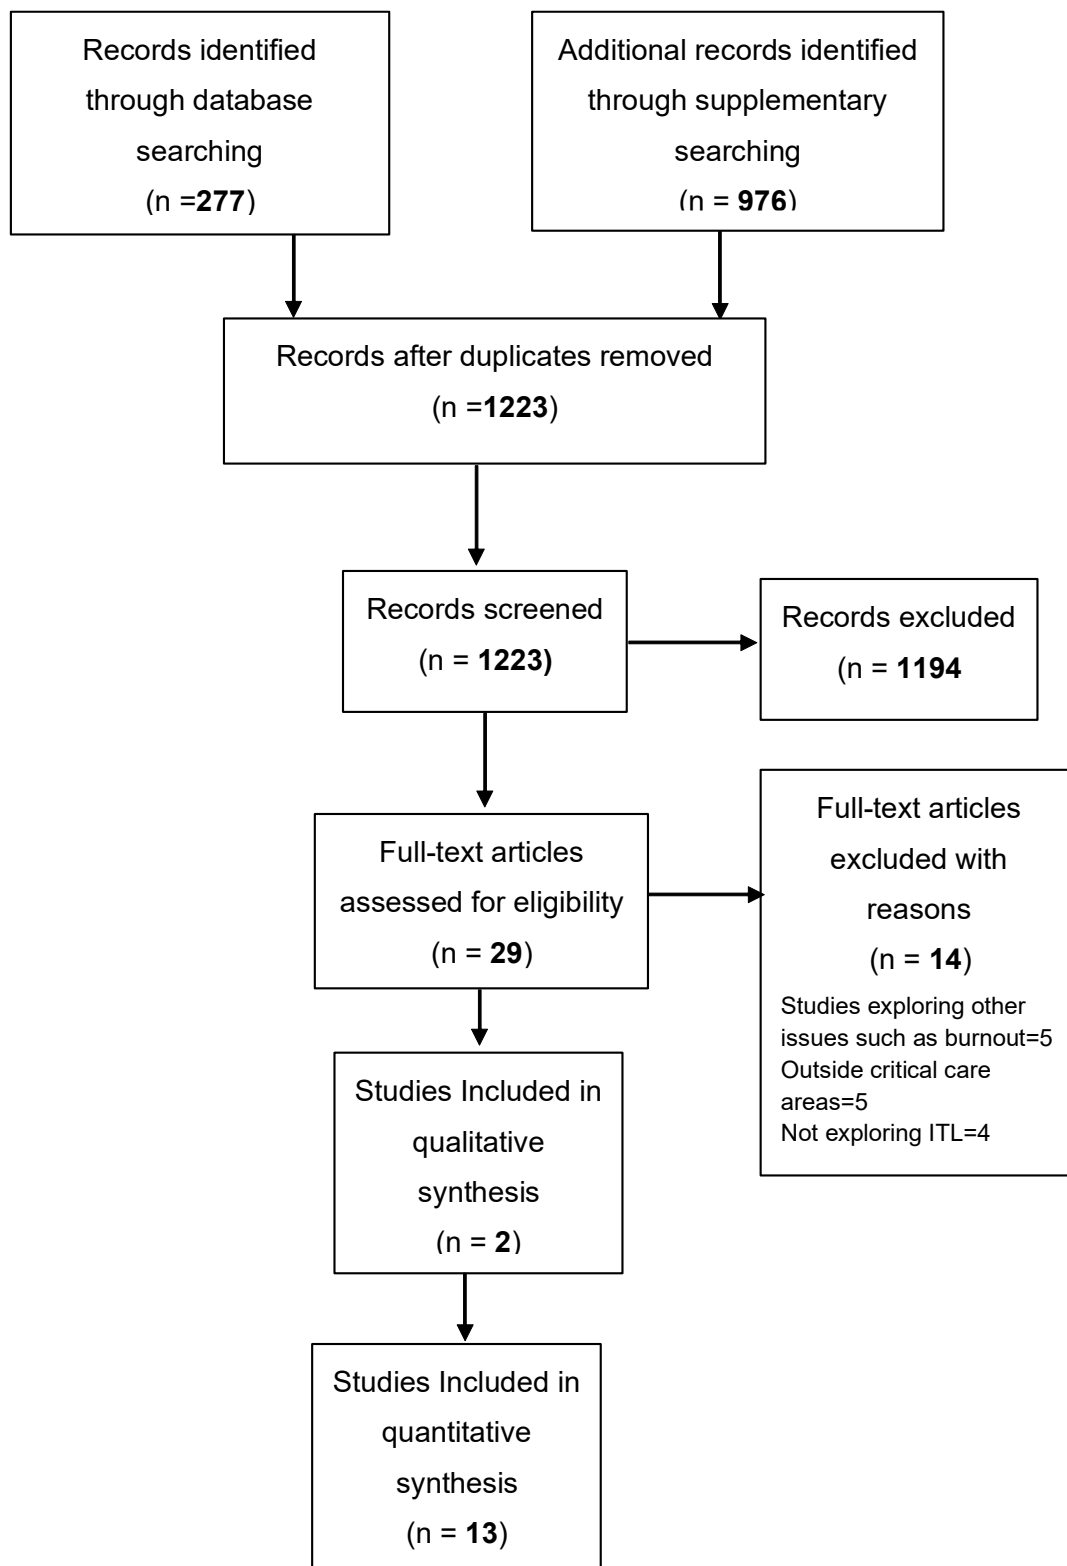 Records identified
through database
searching
(n =277)
Additional records identified
through supplementary
searching
(n = 976)
Records after duplicates removed
(n =1223)
Records screened
(n = 1223)
Records excluded
(n = 1194
Full-text articles
assessed for eligibility
(n = 29)
Full-text articles
excluded with
reasons
(n = 14)
Studies exploring other
issues such as burnout=5
Outside critical care
areas=5
Not exploring ITL=4
Studies Included in
qualitative
synthesis
(n = 2)
Studies Included in
quantitative
synthesis
(n = 13)